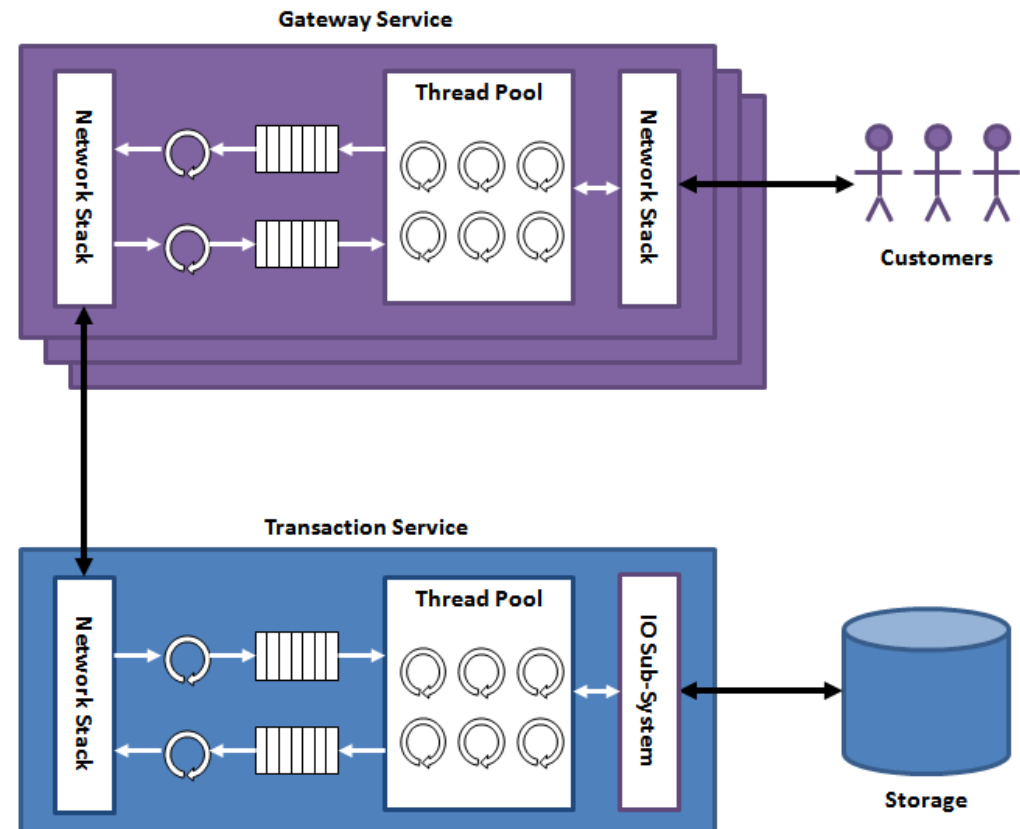 Gateway Service
Network Stack
Thread Pool
Network Stack
Customers
Transaction Service
Network Stack
Thread Pool
IO Sub-System
Storage